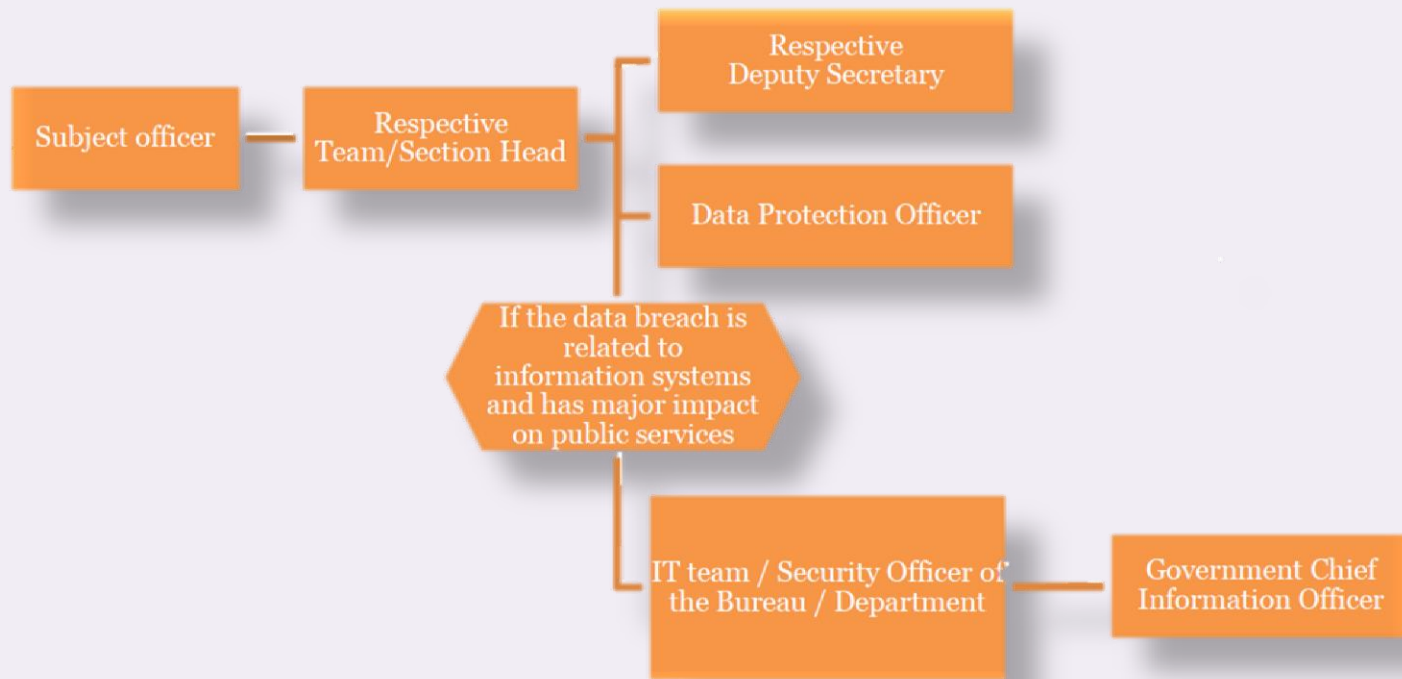 Respective
Deputy Secretary
Subject officer
Respective
Team/Section Head
Data Protection Officer
If the data breach is
related to
information systems
and has major impact
on public services
IT team / Security Officer of
the Bureau / Department
Government Chief
Information Officer